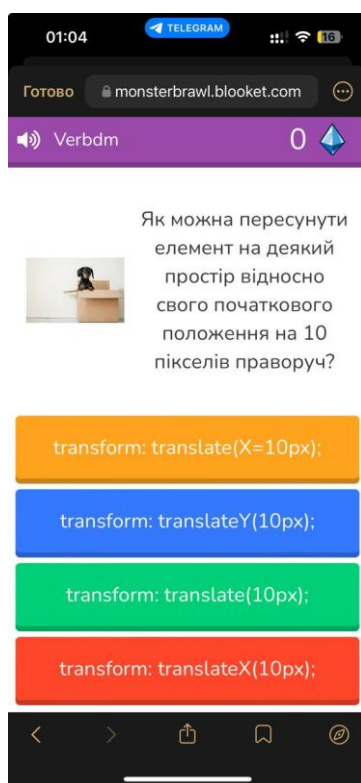 01:04
TELEGRAM
16
Готово
monsterbrawl.blooket.com
Verbdm
0
Як можна пересунути
елемент на деякий
простір відносно
свого початкового
положення на 10
пікселів праворуч?
transform: translate(X=10px);
transform: translateY(10px);
transform: translate(10px);
transform: translateX(10px);